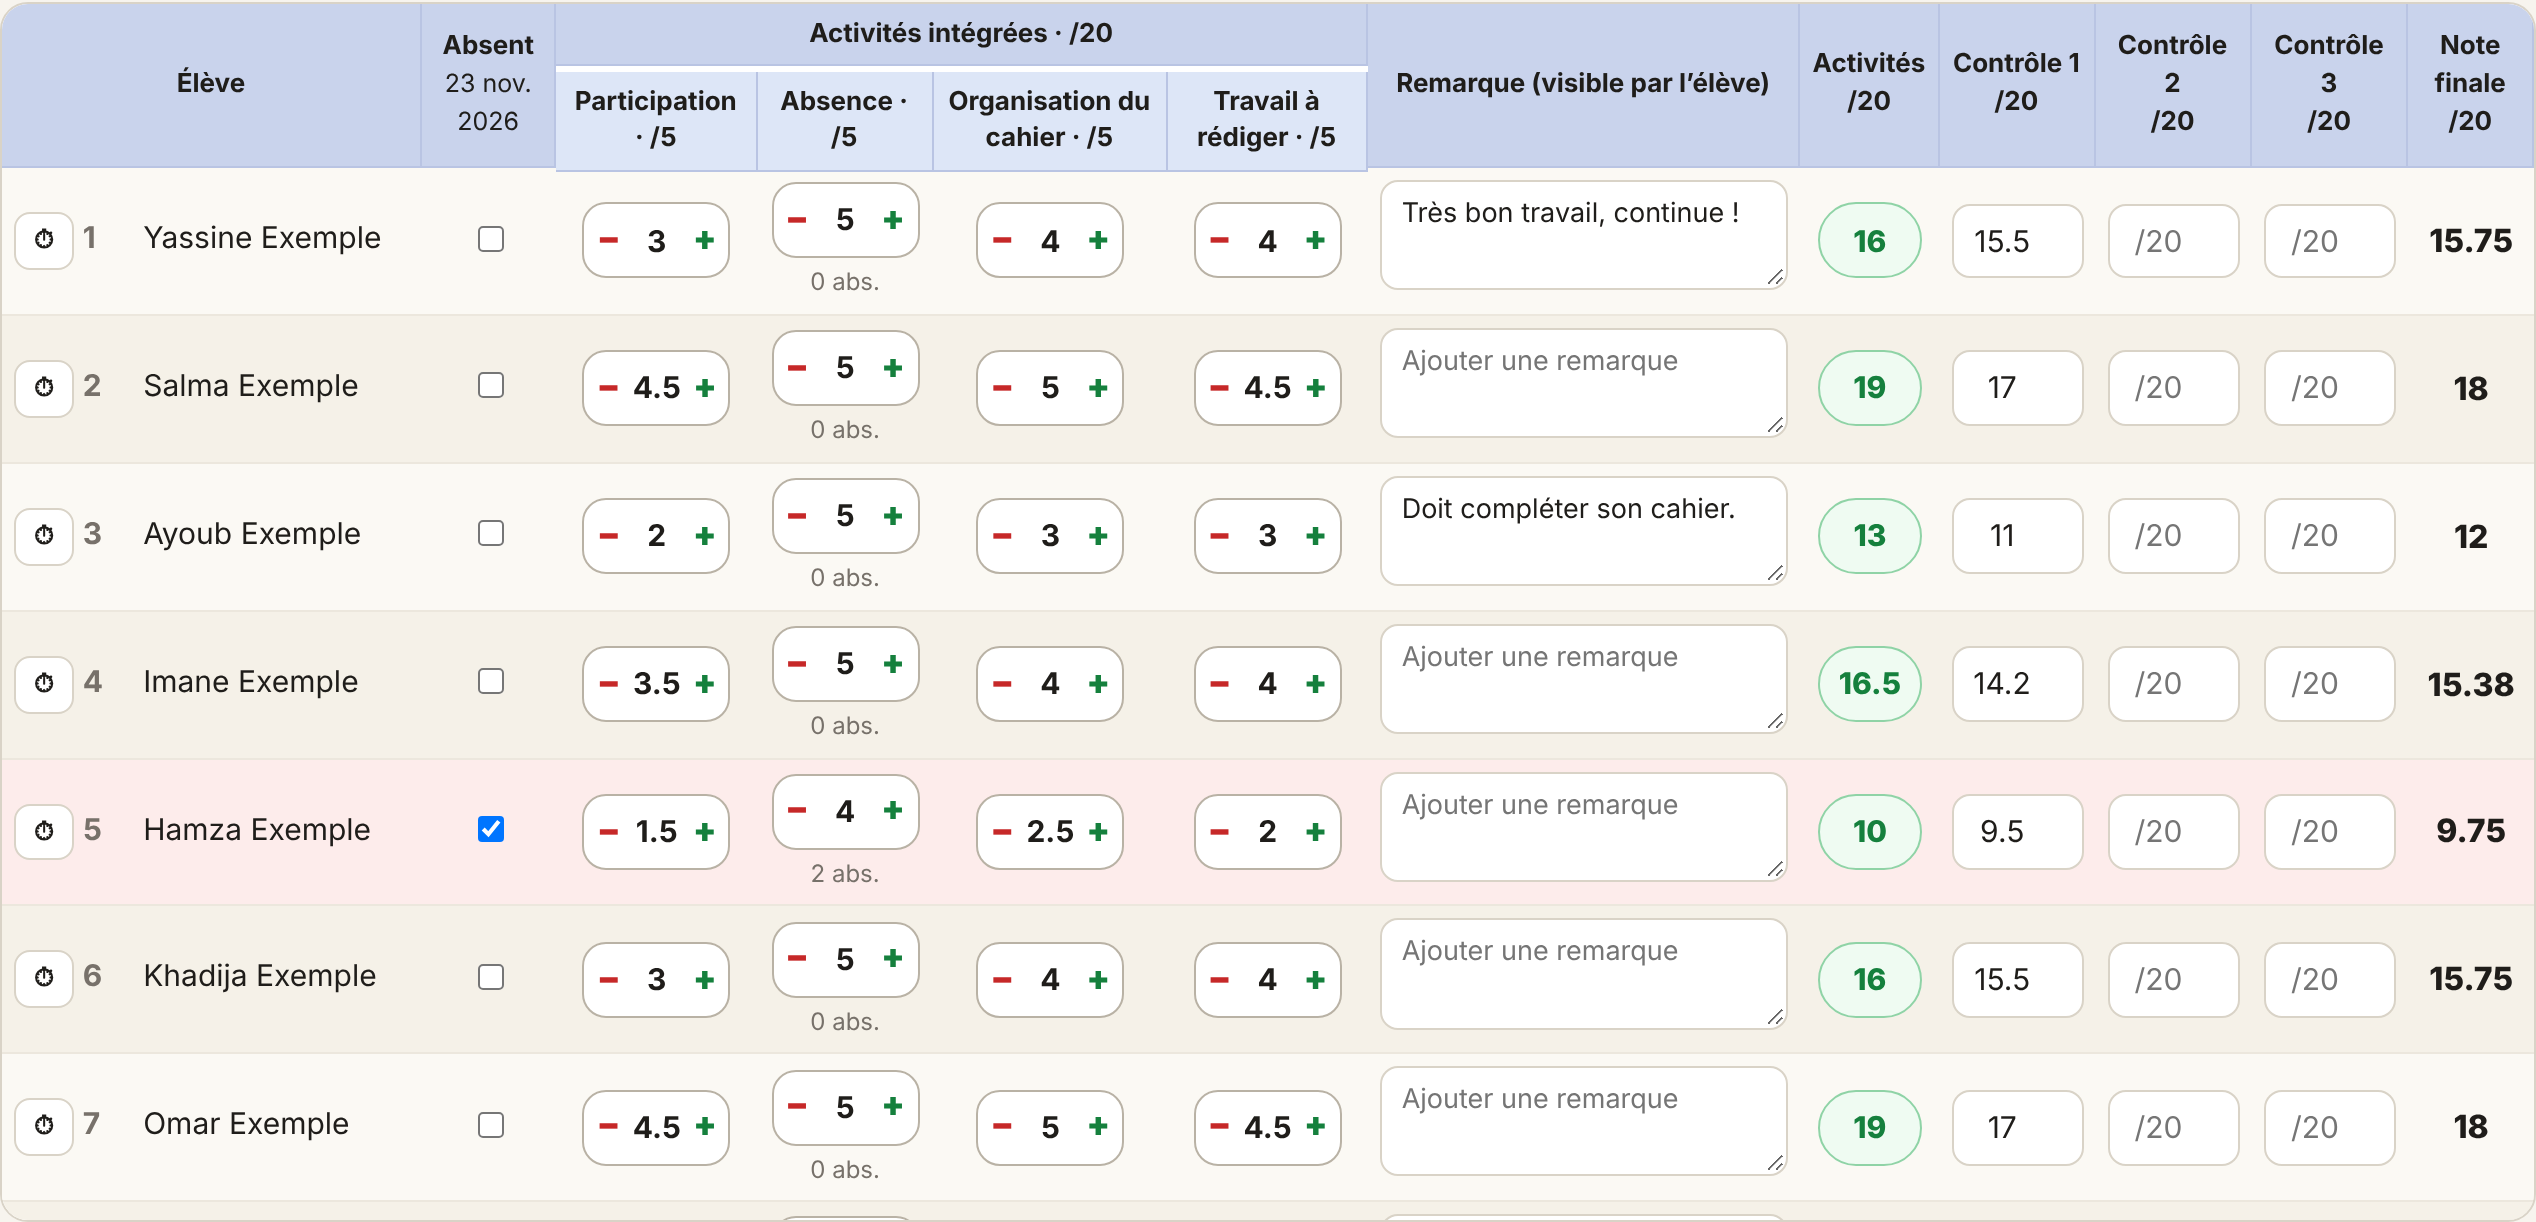 Élève
Absent
23 nov.
2026
Activités intégrées · /20
Participation
· /5
Absence ·
/5
Organisation du
cahier · /5
Travail à
rédiger · /5
Remarque (visible par l’élève)
Activités
/20
Contrôle 1
/20
Contrôle
2
/20
Contrôle
3
/20
Note
finale
/20
1 Yassine Exemple − 3 + − 5 + − 4 + − 4 + Très bon travail, continue ! 16 15.5 /20 /20 15.75
0 abs.
2 Salma Exemple − 4.5 + − 5 + − 5 + − 4.5 + Ajouter une remarque 19 17 /20 /20 18
0 abs.
3 Ayoub Exemple − 2 + − 5 + − 3 + − 3 + Doit compléter son cahier. 13 11 /20 /20 12
0 abs.
4 Imane Exemple − 3.5 + − 5 + − 4 + − 4 + Ajouter une remarque 16.5 14.2 /20 /20 15.38
0 abs.
5 Hamza Exemple − 1.5 + − 4 + − 2.5 + − 2 + Ajouter une remarque 10 9.5 /20 /20 9.75
2 abs.
6 Khadija Exemple − 3 + − 5 + − 4 + − 4 + Ajouter une remarque 16 15.5 /20 /20 15.75
0 abs.
7 Omar Exemple − 4.5 + − 5 + − 5 + − 4.5 + Ajouter une remarque 19 17 /20 /20 18
0 abs.